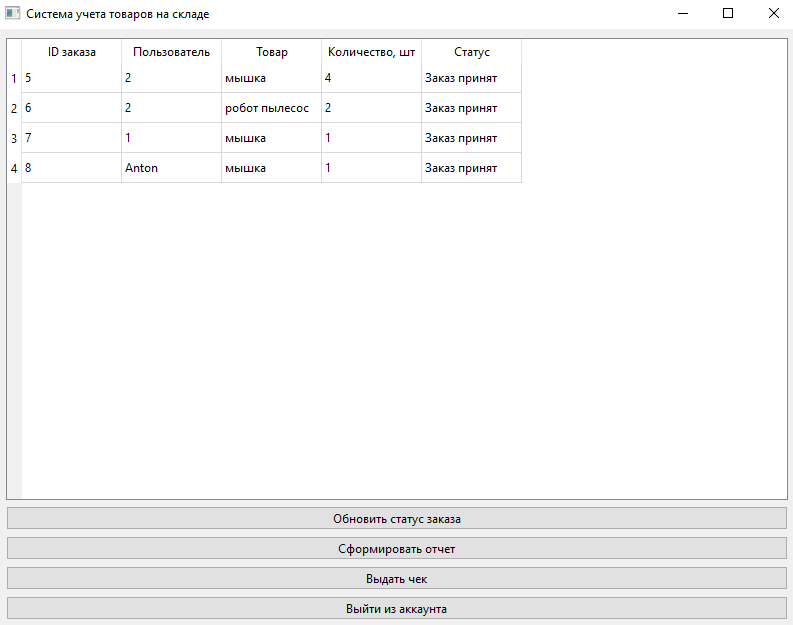 Система учета товаров на складе
ID заказа Пользователь Товар Количество, шт Статус
1 5 2 мышка 4 Заказ принят
2 6 2 робот пылесос 2 Заказ принят
3 7 1 мышка 1 Заказ принят
4 8 Anton мышка 1 Заказ принят
Обновить статус заказа
Сформировать отчет
Выдать чек
Выйти из аккаунта